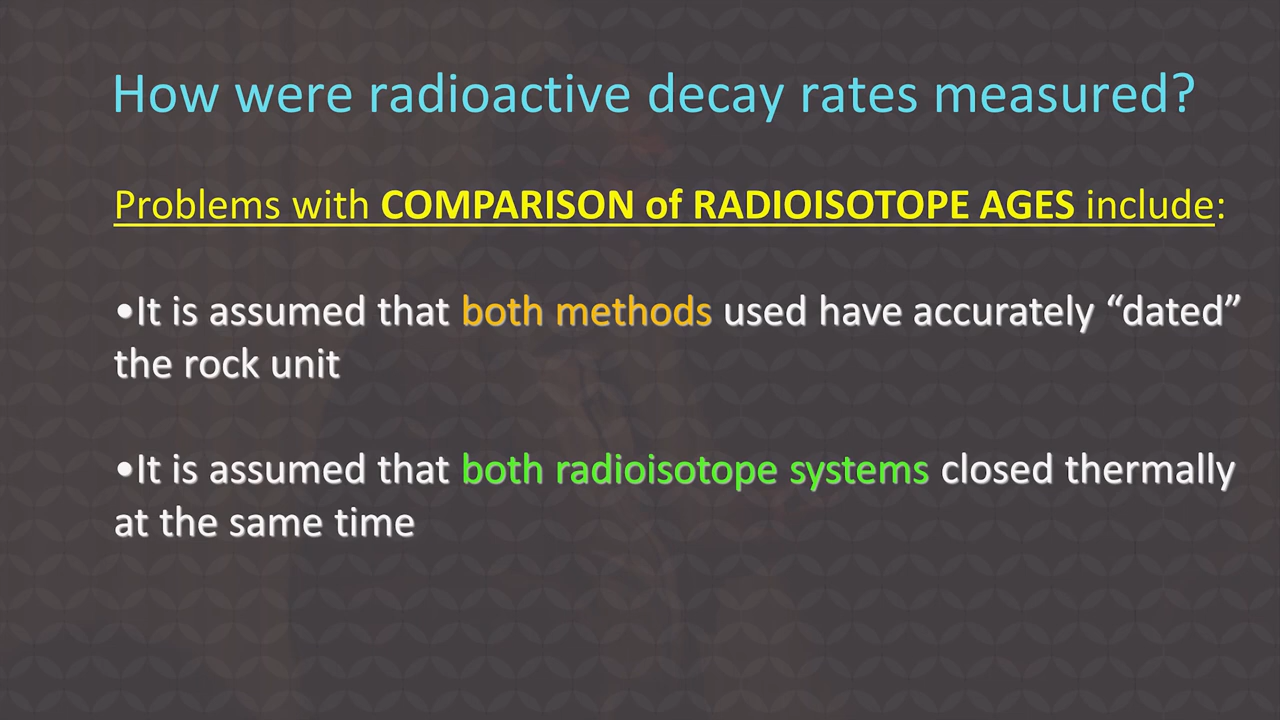 How were radioactive decay rates measured?
Problems with COMPARISON of RADIOISOTOPE AGES include:
•It is assumed that both methods used have accurately “dated”
the rock unit
•It is assumed that both radioisotope systems closed thermally
at the same time